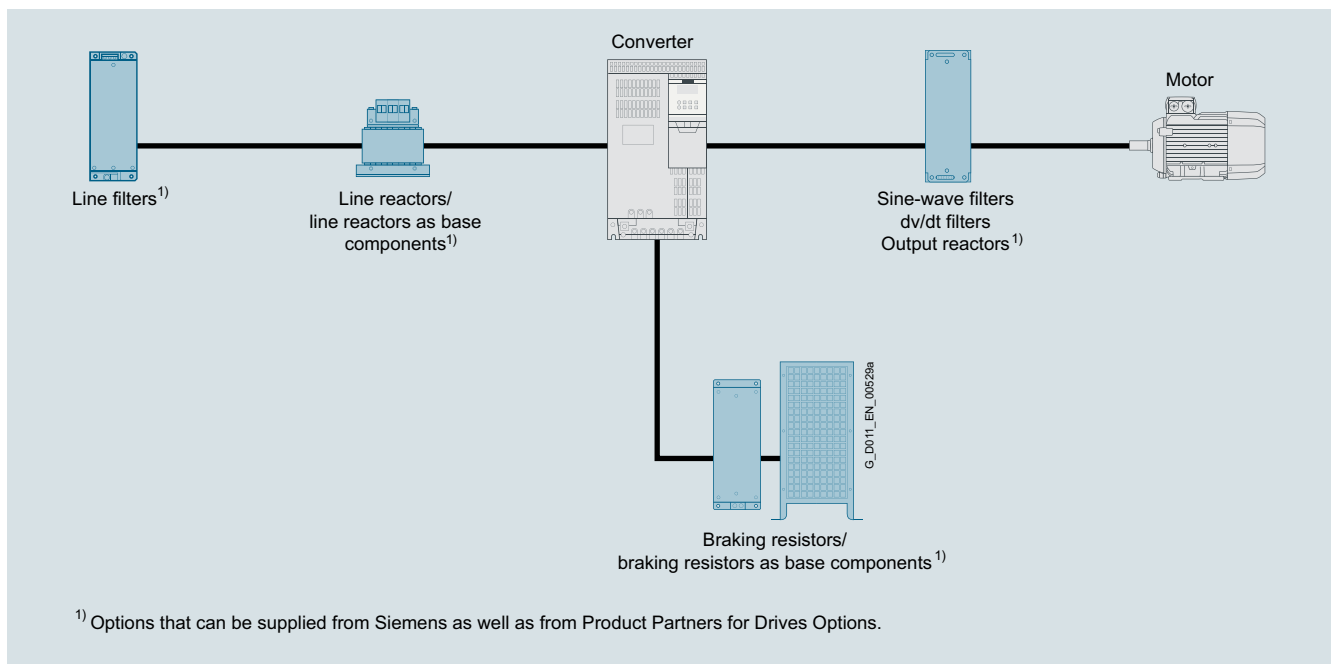 Converter
Motor
Line filters1)
Line reactors/
line reactors as base
components1)
Sine-wave filters
dv/dt filters
Output reactors1)
G_D011_EN_00529a
Braking resistors/
braking resistors as base components1)
1) Options that can be supplied from Siemens as well as from Product Partners for Drives Options.